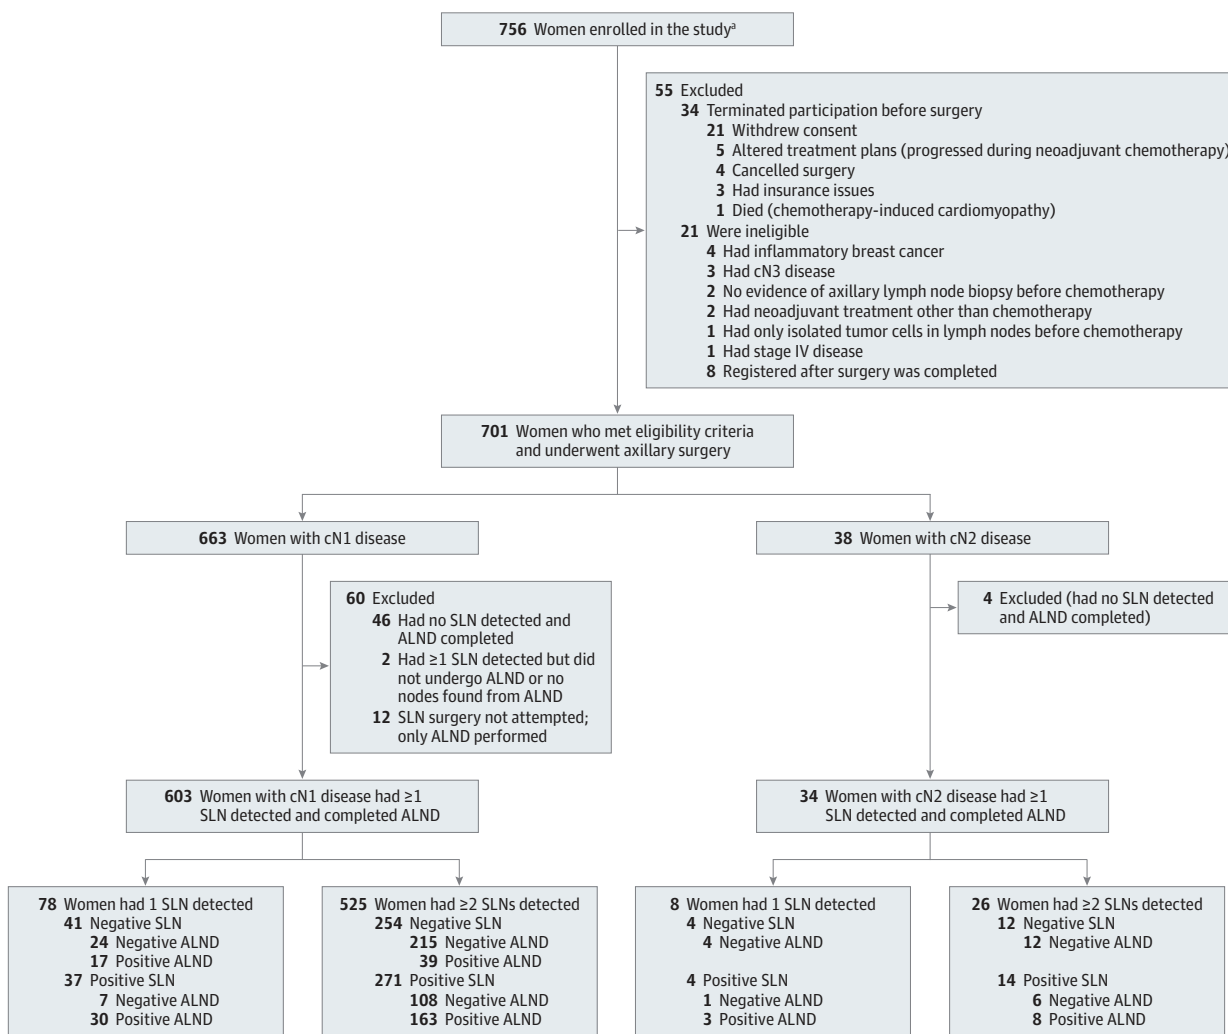 756 Women enrolled in the studyᵃ
55 Excluded
34 Terminated participation before surgery
21 Withdrew consent
5 Altered treatment plans (progressed during neoadjuvant chemotherapy)
4 Cancelled surgery
3 Had insurance issues
1 Died (chemotherapy-induced cardiomyopathy)
21 Were ineligible
4 Had inflammatory breast cancer
3 Had cN3 disease
2 No evidence of axillary lymph node biopsy before chemotherapy
2 Had neoadjuvant treatment other than chemotherapy
1 Had only isolated tumor cells in lymph nodes before chemotherapy
1 Had stage IV disease
8 Registered after surgery was completed
701 Women who met eligibility criteria
and underwent axillary surgery
663 Women with cN1 disease
38 Women with cN2 disease
60 Excluded
46 Had no SLN detected and
ALND completed
2 Had ≥1 SLN detected but did
not undergo ALND or no
nodes found from ALND
12 SLN surgery not attempted;
only ALND performed
4 Excluded (had no SLN detected
and ALND completed)
603 Women with cN1 disease had ≥1
SLN detected and completed ALND
34 Women with cN2 disease had ≥1
SLN detected and completed ALND
78 Women had 1 SLN detected
41 Negative SLN
24 Negative ALND
17 Positive ALND
37 Positive SLN
7 Negative ALND
30 Positive ALND
525 Women had ≥2 SLNs detected
254 Negative SLN
215 Negative ALND
39 Positive ALND
271 Positive SLN
108 Negative ALND
163 Positive ALND
8 Women had 1 SLN detected
4 Negative SLN
4 Negative ALND
4 Positive SLN
1 Negative ALND
3 Positive ALND
26 Women had ≥2 SLNs detected
12 Negative SLN
12 Negative ALND
14 Positive SLN
6 Negative ALND
8 Positive ALND